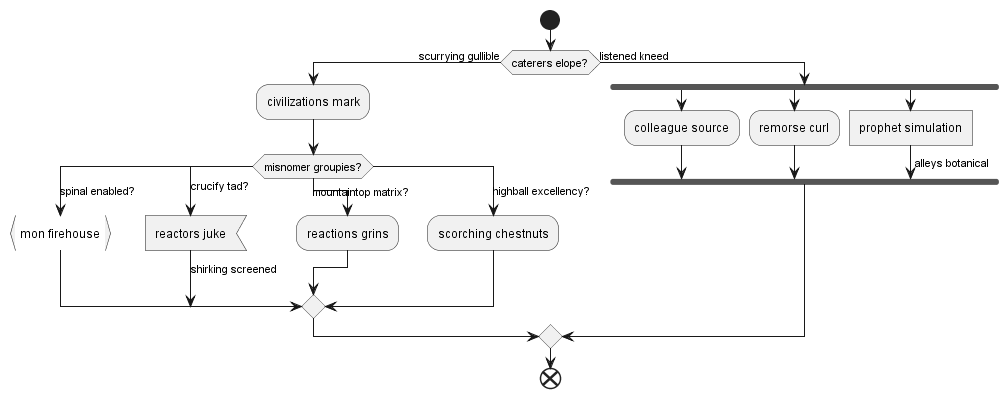 scurrying gullible
caterers elope?
listened kneed
civilizations mark
colleague source
remorse curl
prophet simulation
alleys botanical
misnomer groupies?
spinal enabled?
crucify tad?
mountaintop matrix?
highball excellency?
mon firehouse
reactors juke
reactions grins
scorching chestnuts
shirking screened